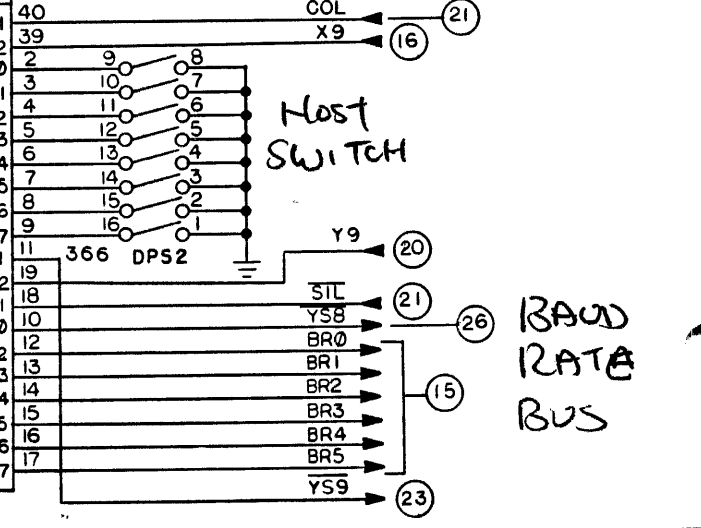 40 COL 21
39 X9 16
2 9 8
3 10 7
4 11 6
5 12 5
6 13 4
7 14 3
8 15 2
9 16 1
HOST
SWITCH
11 366 DPS2 Y9 20
19
18 SIL 21
10 YS8 26
12 BR0
13 BR1
14 BR2 15
15 BR3
16 BR4
17 BR5
YS9 23
BAUD
RATE
BUS